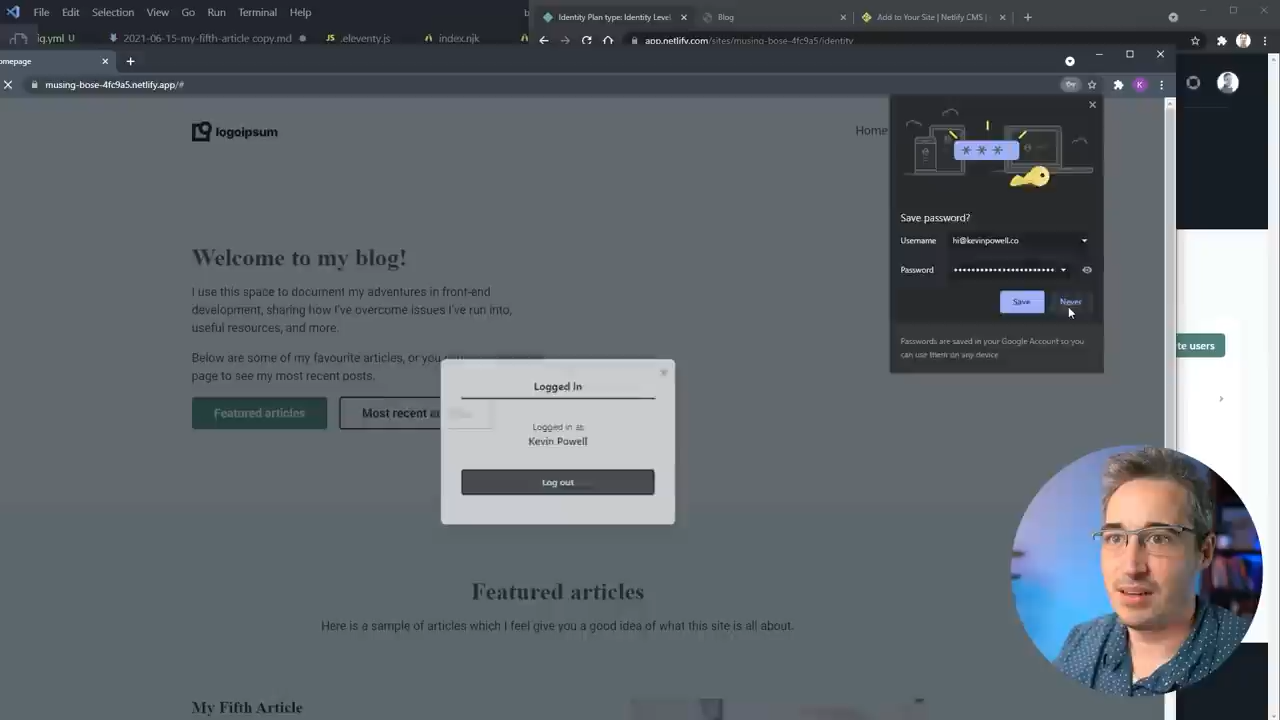 File Edit Selection View Go Run Terminal Help
Identity Plan type: Identity Level
Blog
Add to Your Site | Netlify CMS |
iq.yml U
2021-06-15-my-fifth-article copy.md
.eleventy.js
index.njk
app.netlify.com/sites/musing-bose-4fc9a5/identity
omepage
musing-bose-4fc9a5.netlify.app/#
K
logoipsum
Home
Save password?
Username hi@kevinpowell.co
Password
Save Never
Passwords are saved in your Google Account so you
can use them on any device
te users
Welcome to my blog!
I use this space to document my adventures in front-end
development, sharing how I've overcome issues I've run into,
useful resources, and more.
Below are some of my favourite articles, or you
page to see my most recent posts.
Featured articles
Most recent a
Logged in
Logged in as
Kevin Powell
Log out
Featured articles
Here is a sample of articles which I feel give you a good idea of what this site is all about.
My Fifth Article